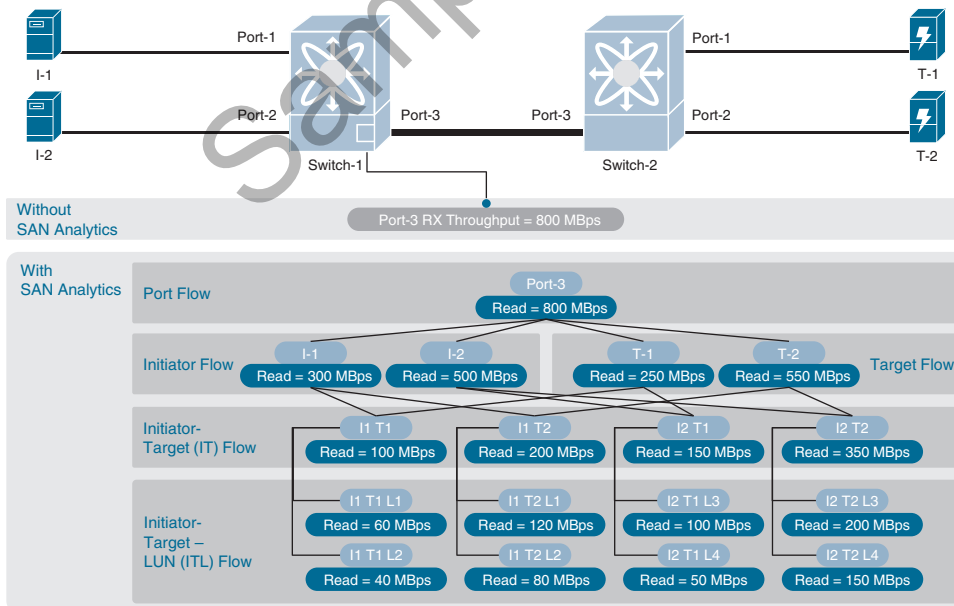 Port-1
Port-1
I-1
T-1
Port-2
Port-3
Port-3
Port-2
I-2
Switch-1
Switch-2
T-2
Samp
Without
SAN Analytics
Port-3 RX Throughput = 800 MBps
With
SAN Analytics
Port Flow
Port-3
Read = 800 MBps
Initiator Flow
I-1
I-2
T-1
T-2
Target Flow
Read = 300 MBps
Read = 500 MBps
Read = 250 MBps
Read = 550 MBps
Initiator-
Target (IT) Flow
I1 T1
I1 T2
I2 T1
I2 T2
Read = 100 MBps
Read = 200 MBps
Read = 150 MBps
Read = 350 MBps
Initiator-
Target –
LUN (ITL) Flow
I1 T1 L1
I1 T2 L1
I2 T1 L3
I2 T2 L3
Read = 60 MBps
Read = 120 MBps
Read = 100 MBps
Read = 200 MBps
I1 T1 L2
I1 T2 L2
I2 T1 L4
I2 T2 L4
Read = 40 MBps
Read = 80 MBps
Read = 50 MBps
Read = 150 MBps